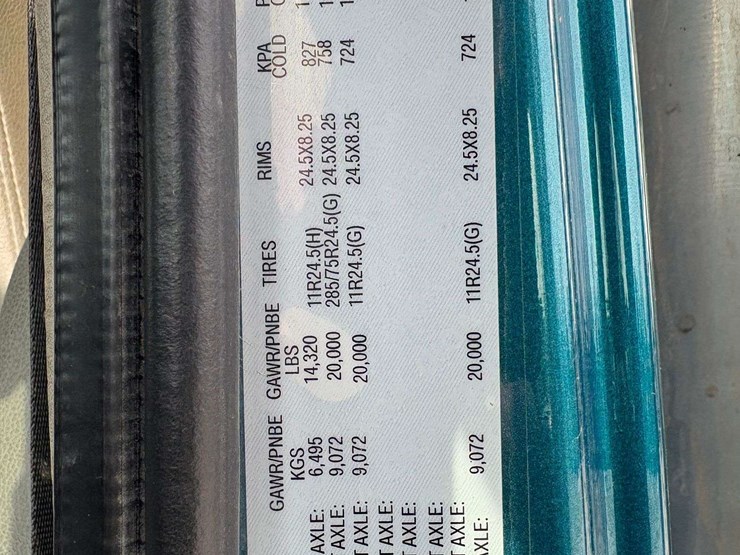 GAWR/PNBE GAWR/PNBE TIRES RIMS KPA
KGS LBS COLD
AXLE: 6,495 14,320 11R24.5(H) 24.5X8.25 827
AXLE: 9,072 20,000 285/75R24.5(G) 24.5X8.25 758
T AXLE: 9,072 20,000 11R24.5(G) 24.5X8.25 724
T AXLE:
T AXLE:
T AXLE:
T AXLE:
XLE: 9,072 20,000 11R24.5(G) 24.5X8.25 724